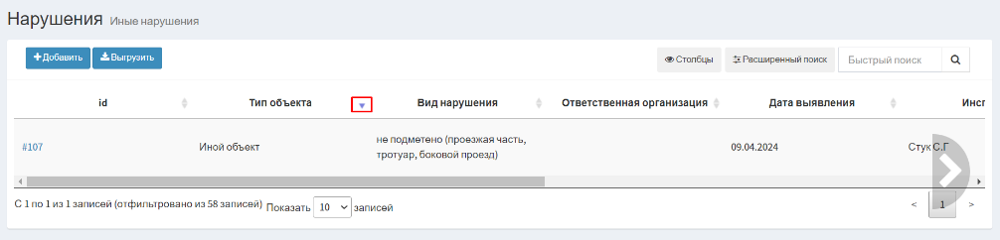 Нарушения Иные нарушения
Добавить Выгрузить Столбцы Расширенный поиск Быстрый поиск
id Тип объекта Вид нарушения Ответственная организация Дата выявления Инсп
#107 Иной объект не подметено (проезжая часть, тротуар, боковой проезд) 09.04.2024 Стук С.Г
С 1 по 1 из 1 записей (отфильтровано из 58 записей) Показать 10 записей < 1 >